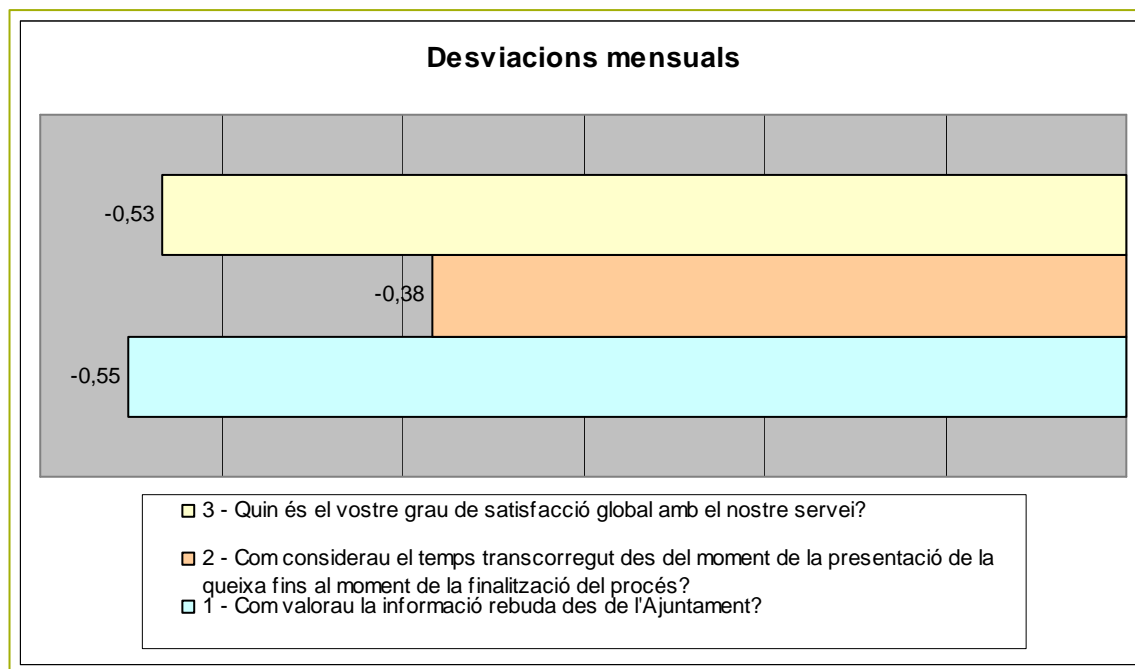 Desviacions mensuals
-0,53
-0,38
-0,55
3 - Quin és el vostre grau de satisfacció global amb el nostre servei?
2 - Com considerau el temps transcorregut des del moment de la presentació de la
queixa fins al moment de la finalització del procés?
1 - Com valorau la informació rebuda des de l'Ajuntament?